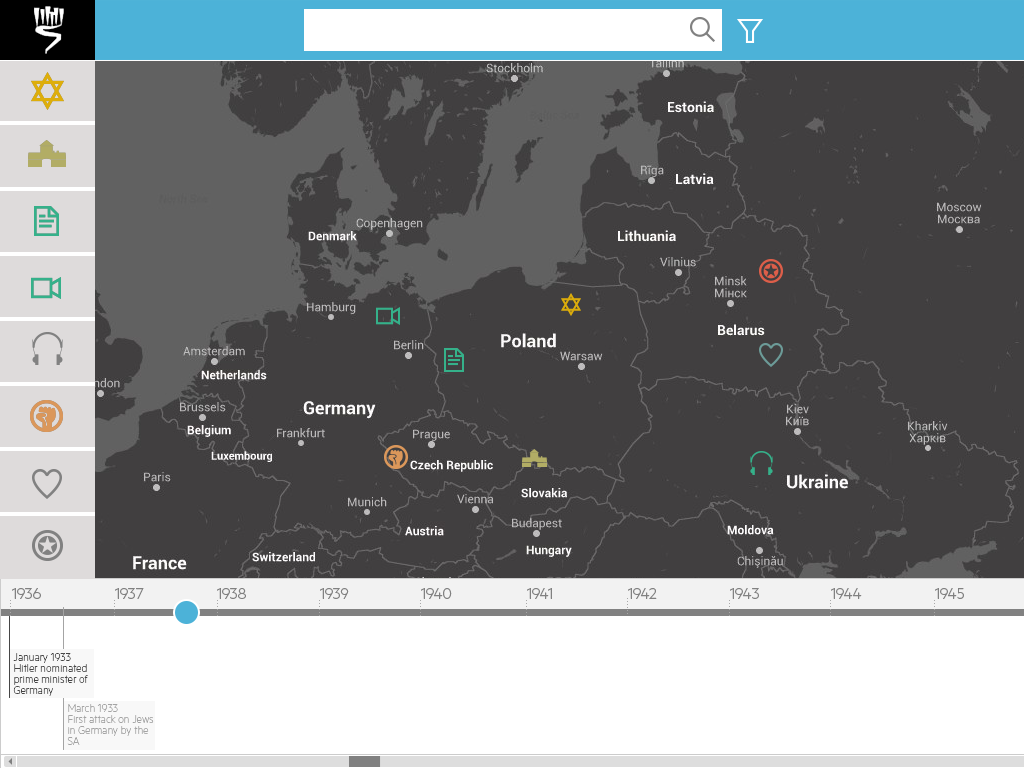 Stockholm
Tallinn
Estonia
Rīga
Latvia
Moscow
Москва
Copenhagen
Denmark
Lithuania
Vilnius
Minsk
Мінск
Hamburg
Belarus
Berlin
Poland
Warsaw
Amsterdam
Netherlands
ndon
Germany
Brussels
Belgium
Kiev
Київ
Kharkiv
Харків
Frankfurt
Prague
Luxembourg
Czech Republic
Paris
Ukraine
Slovakia
Munich
Vienna
Austria
Budapest
Hungary
Moldova
Chișinău
Switzerland
France
1936 1937 1938 1939 1940 1941 1942 1943 1944 1945
January 1933
Hitler nominated
prime minister of
Germany
March 1933
First attack on Jews
in Germany by the
SA